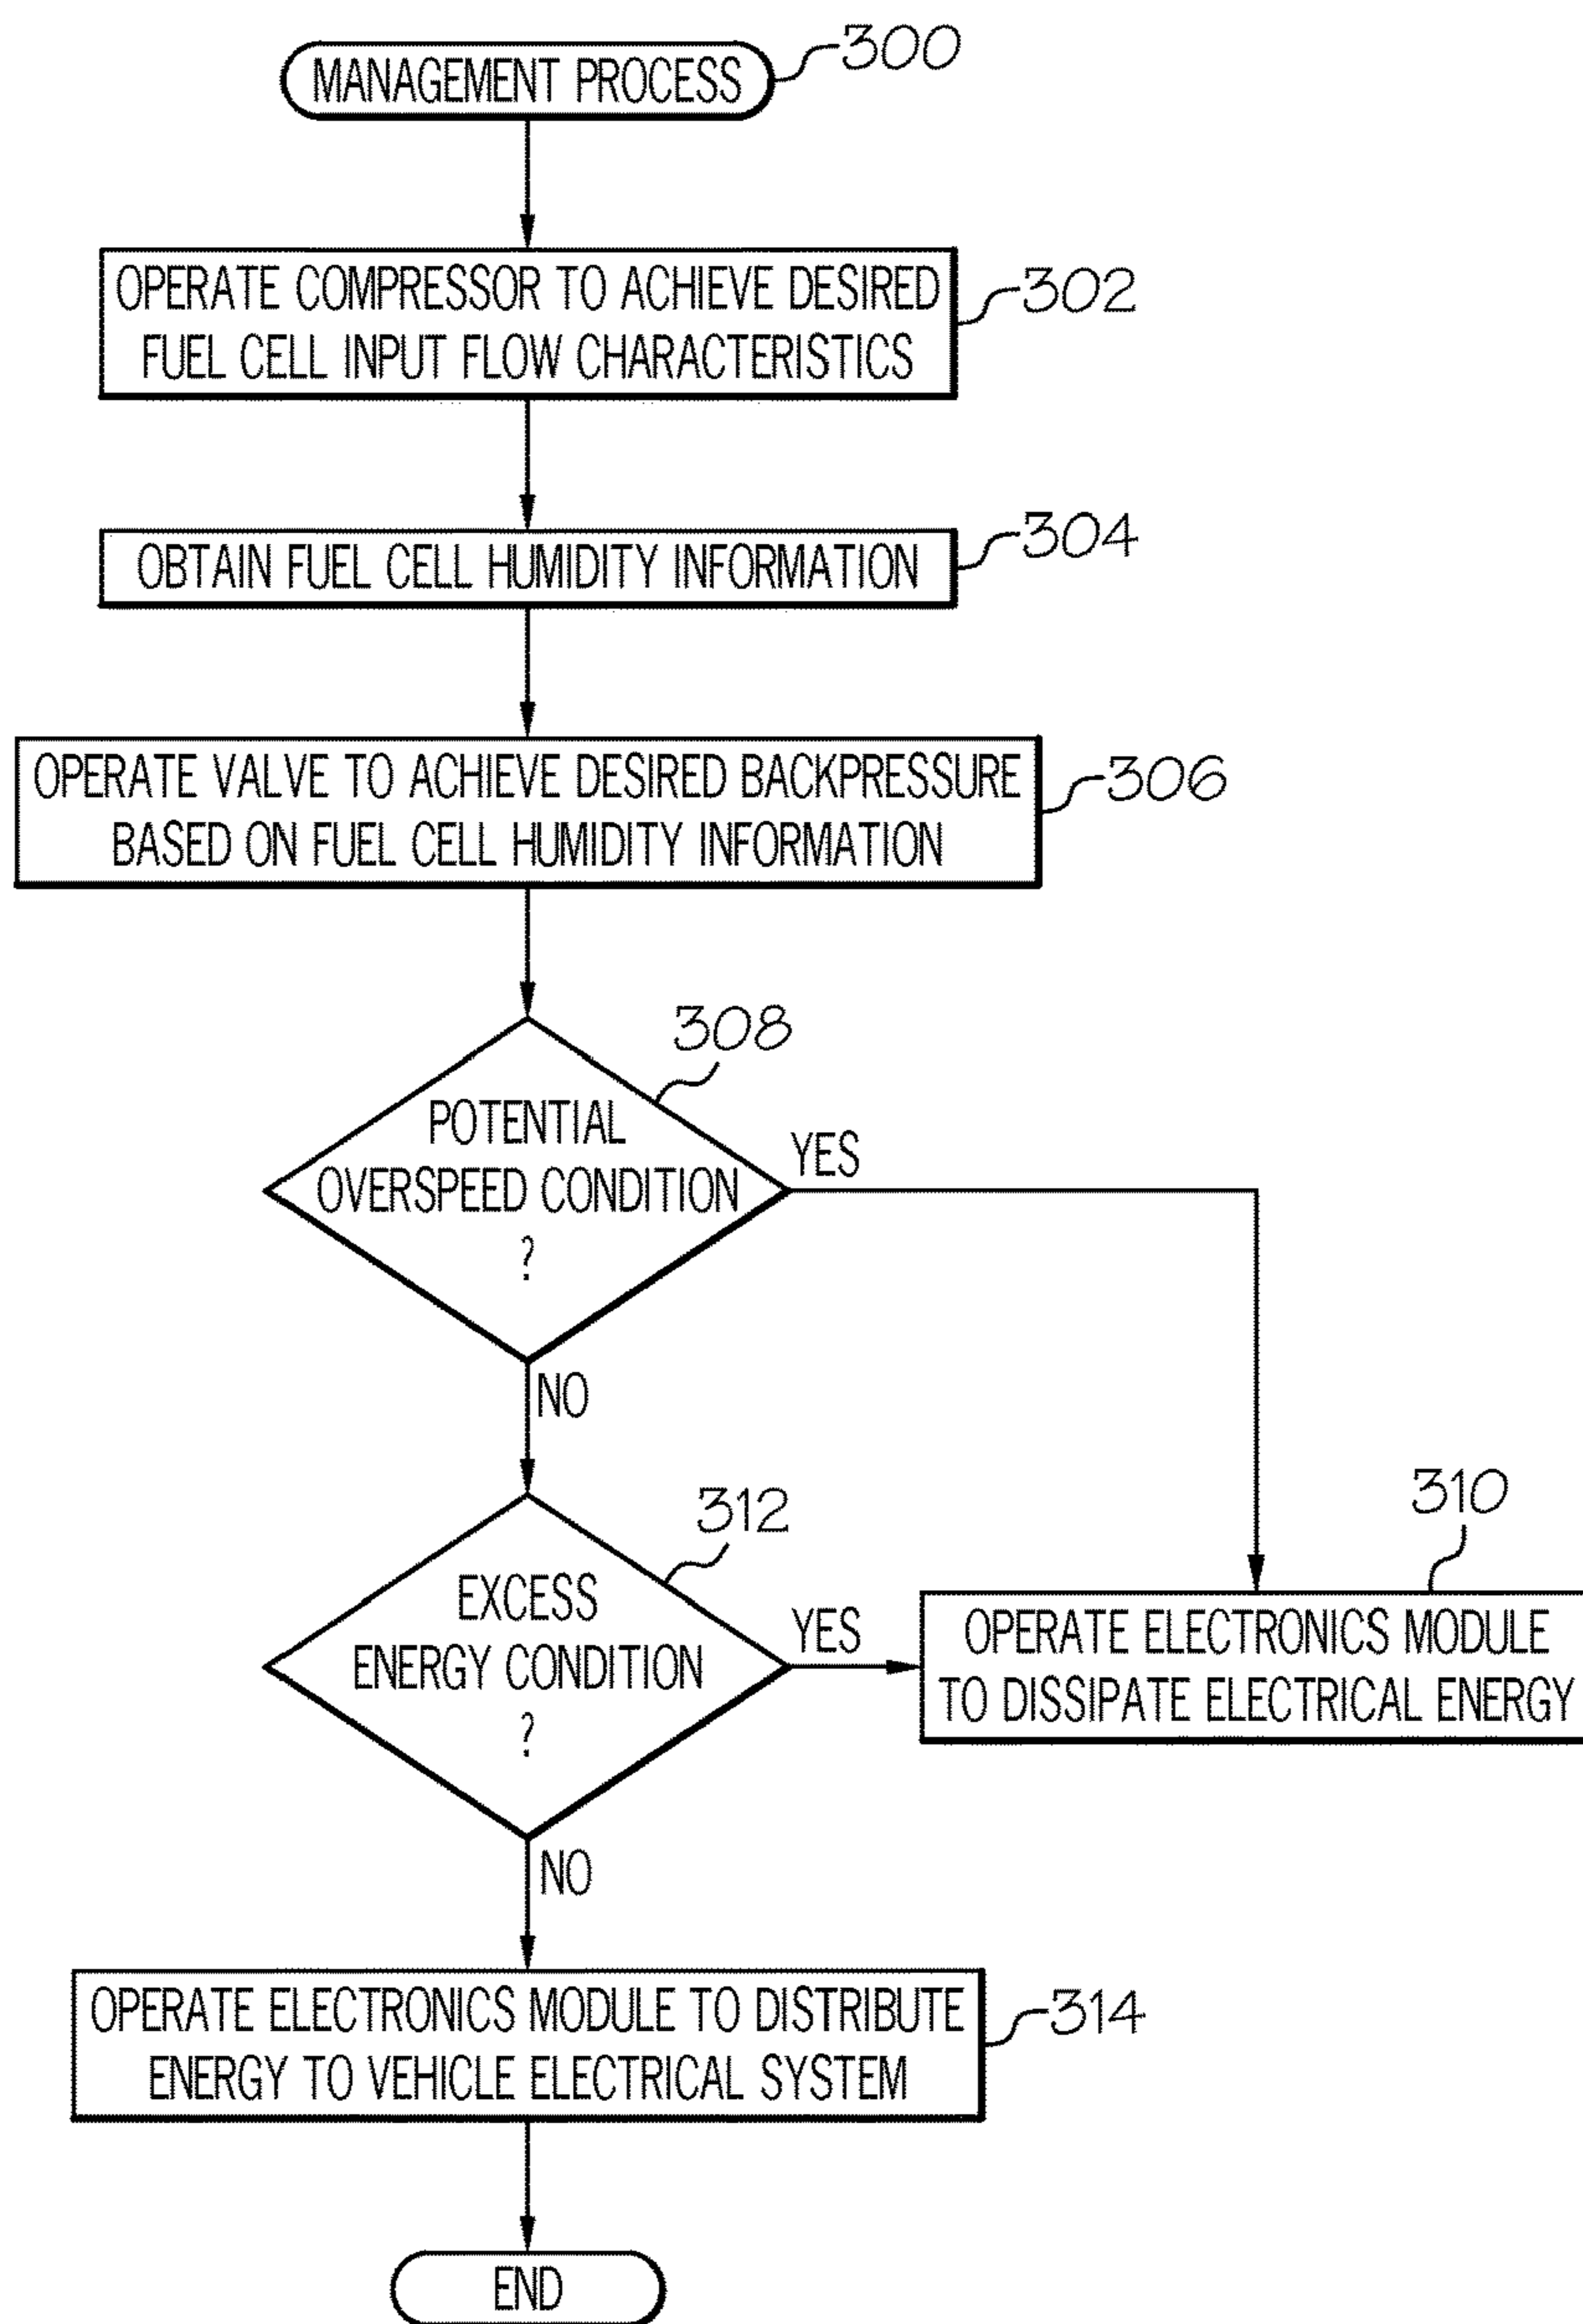 MANAGEMENT PROCESS
300
OPERATE COMPRESSOR TO ACHIEVE DESIRED
FUEL CELL INPUT FLOW CHARACTERISTICS
302
OBTAIN FUEL CELL HUMIDITY INFORMATION
304
OPERATE VALVE TO ACHIEVE DESIRED BACKPRESSURE
BASED ON FUEL CELL HUMIDITY INFORMATION
306
308
POTENTIAL
OVERSPEED CONDITION
?
YES
NO
312
EXCESS
ENERGY CONDITION
?
YES
310
OPERATE ELECTRONICS MODULE
TO DISSIPATE ELECTRICAL ENERGY
NO
OPERATE ELECTRONICS MODULE TO DISTRIBUTE
ENERGY TO VEHICLE ELECTRICAL SYSTEM
314
END